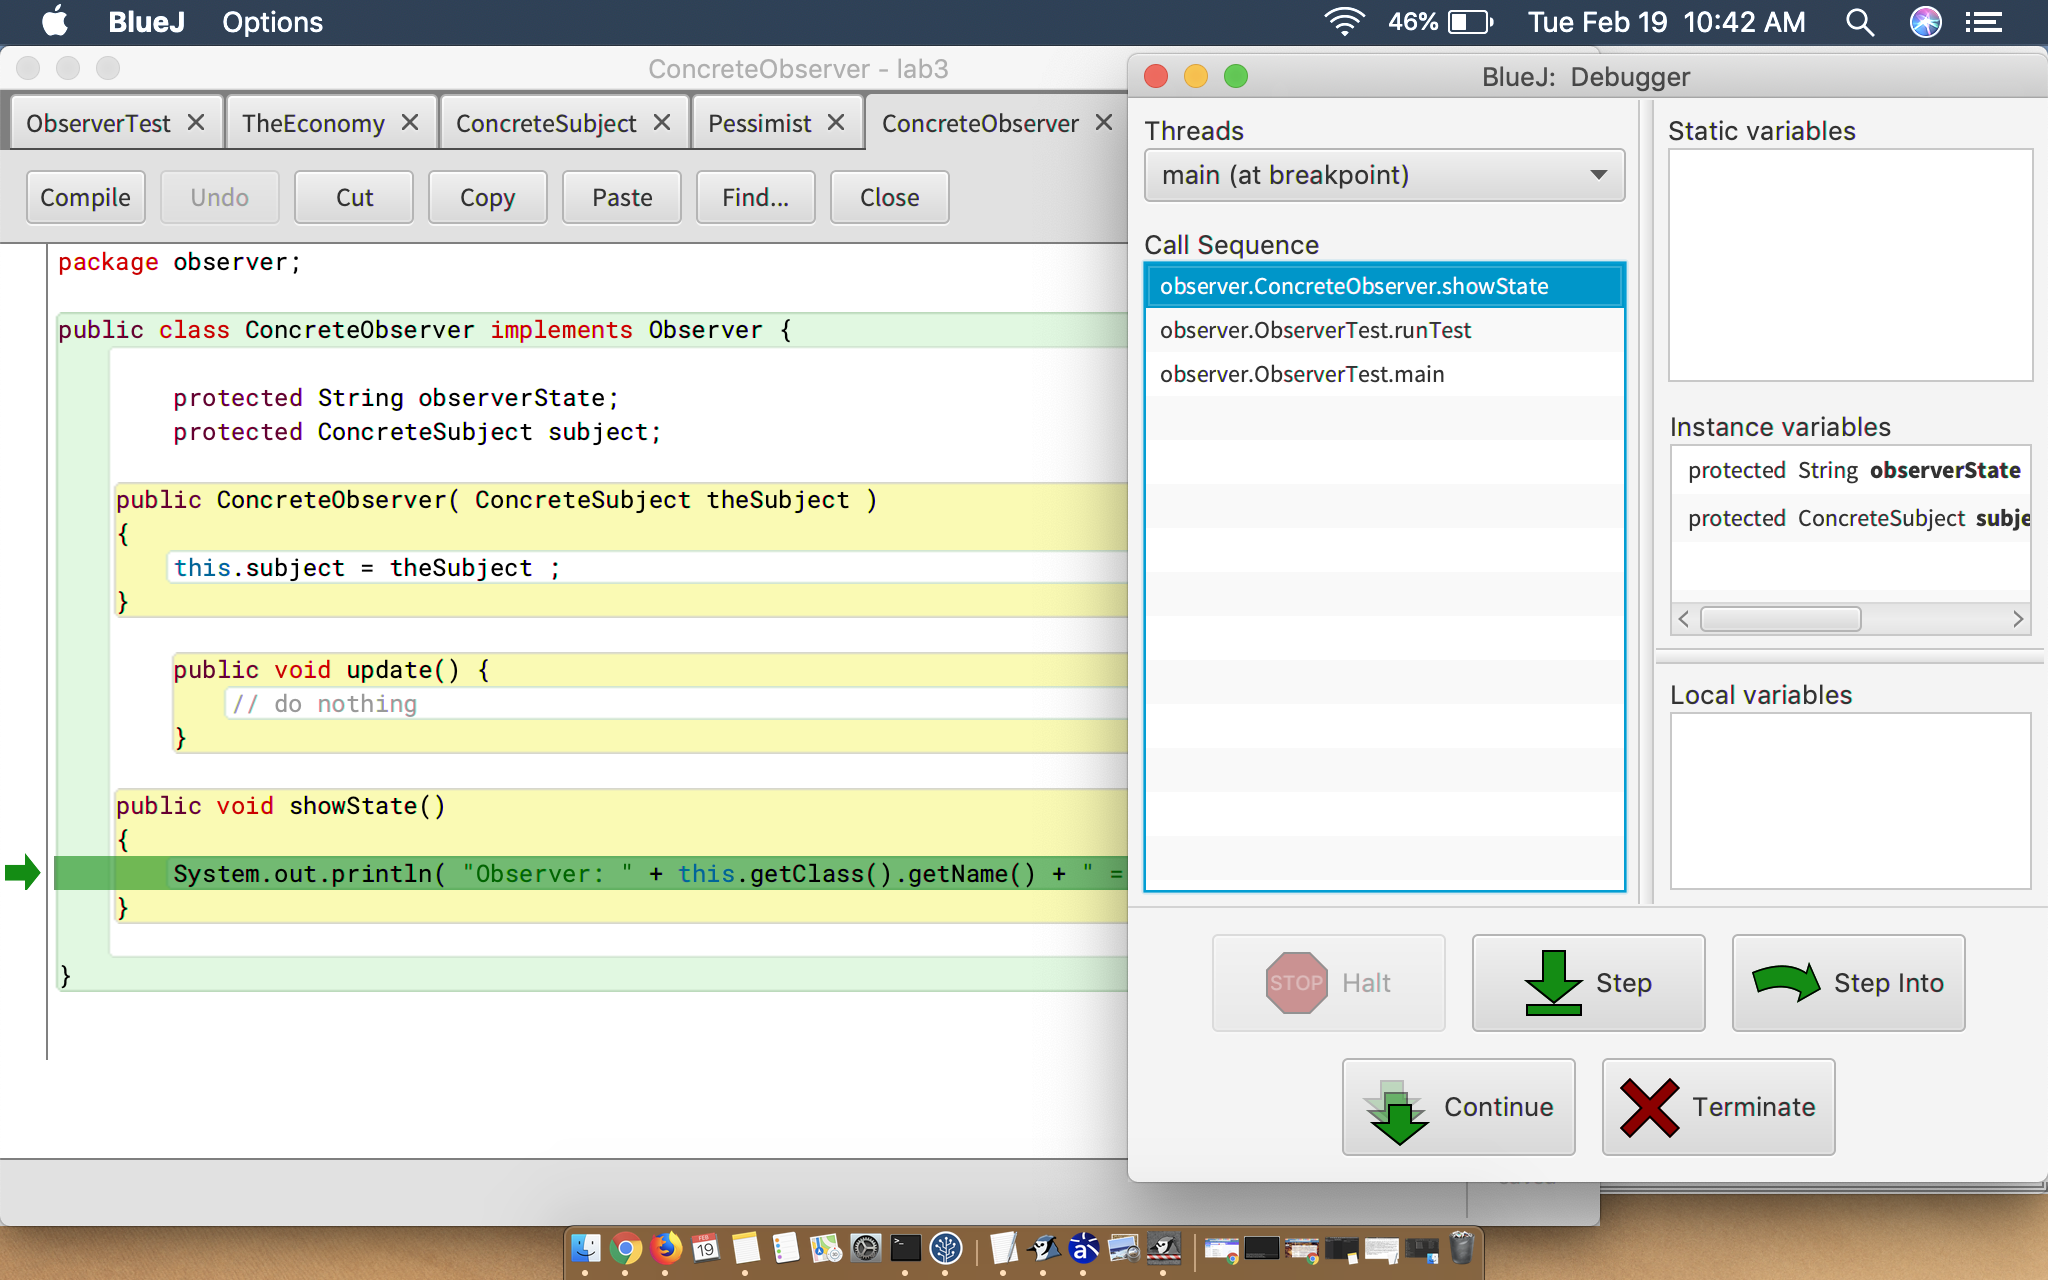 BlueJ Options 46% Tue Feb 19 10:42 AM
ConcreteObserver - lab3
ObserverTest TheEconomy ConcreteSubject Pessimist ConcreteObserver
Compile Undo Cut Copy Paste Find... Close
package observer;
public class ConcreteObserver implements Observer {
protected String observerState;
protected ConcreteSubject subject;
public ConcreteObserver( ConcreteSubject theSubject )
{
this.subject = theSubject ;
}
public void update() {
// do nothing
}
public void showState()
{
System.out.println( "Observer: " + this.getClass().getName() + " =
}
}
BlueJ: Debugger
Threads
main (at breakpoint)
Call Sequence
observer.ConcreteObserver.showState
observer.ObserverTest.runTest
observer.ObserverTest.main
Static variables
Instance variables
protected String observerState
protected ConcreteSubject subje
Local variables
STOP Halt
Step
Step Into
Continue
Terminate
FEB
19